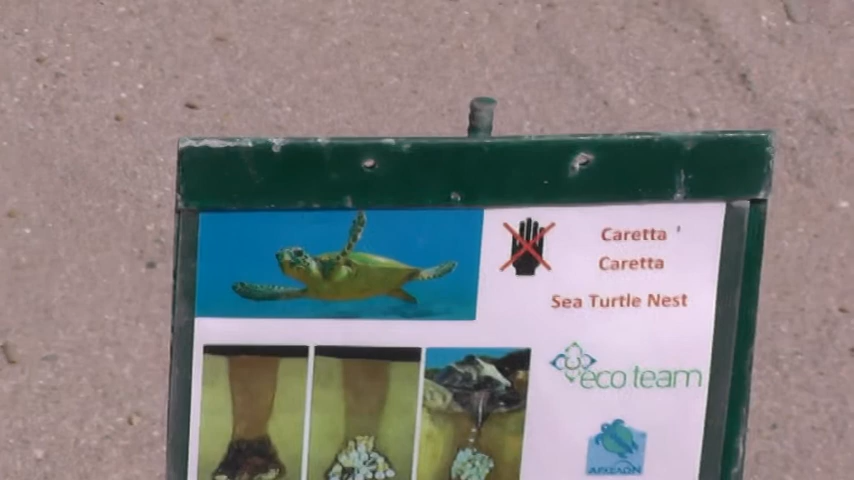 Caretta
Caretta
Sea Turtle Nest
eco team
ΑΡΧΕΛΩΝ